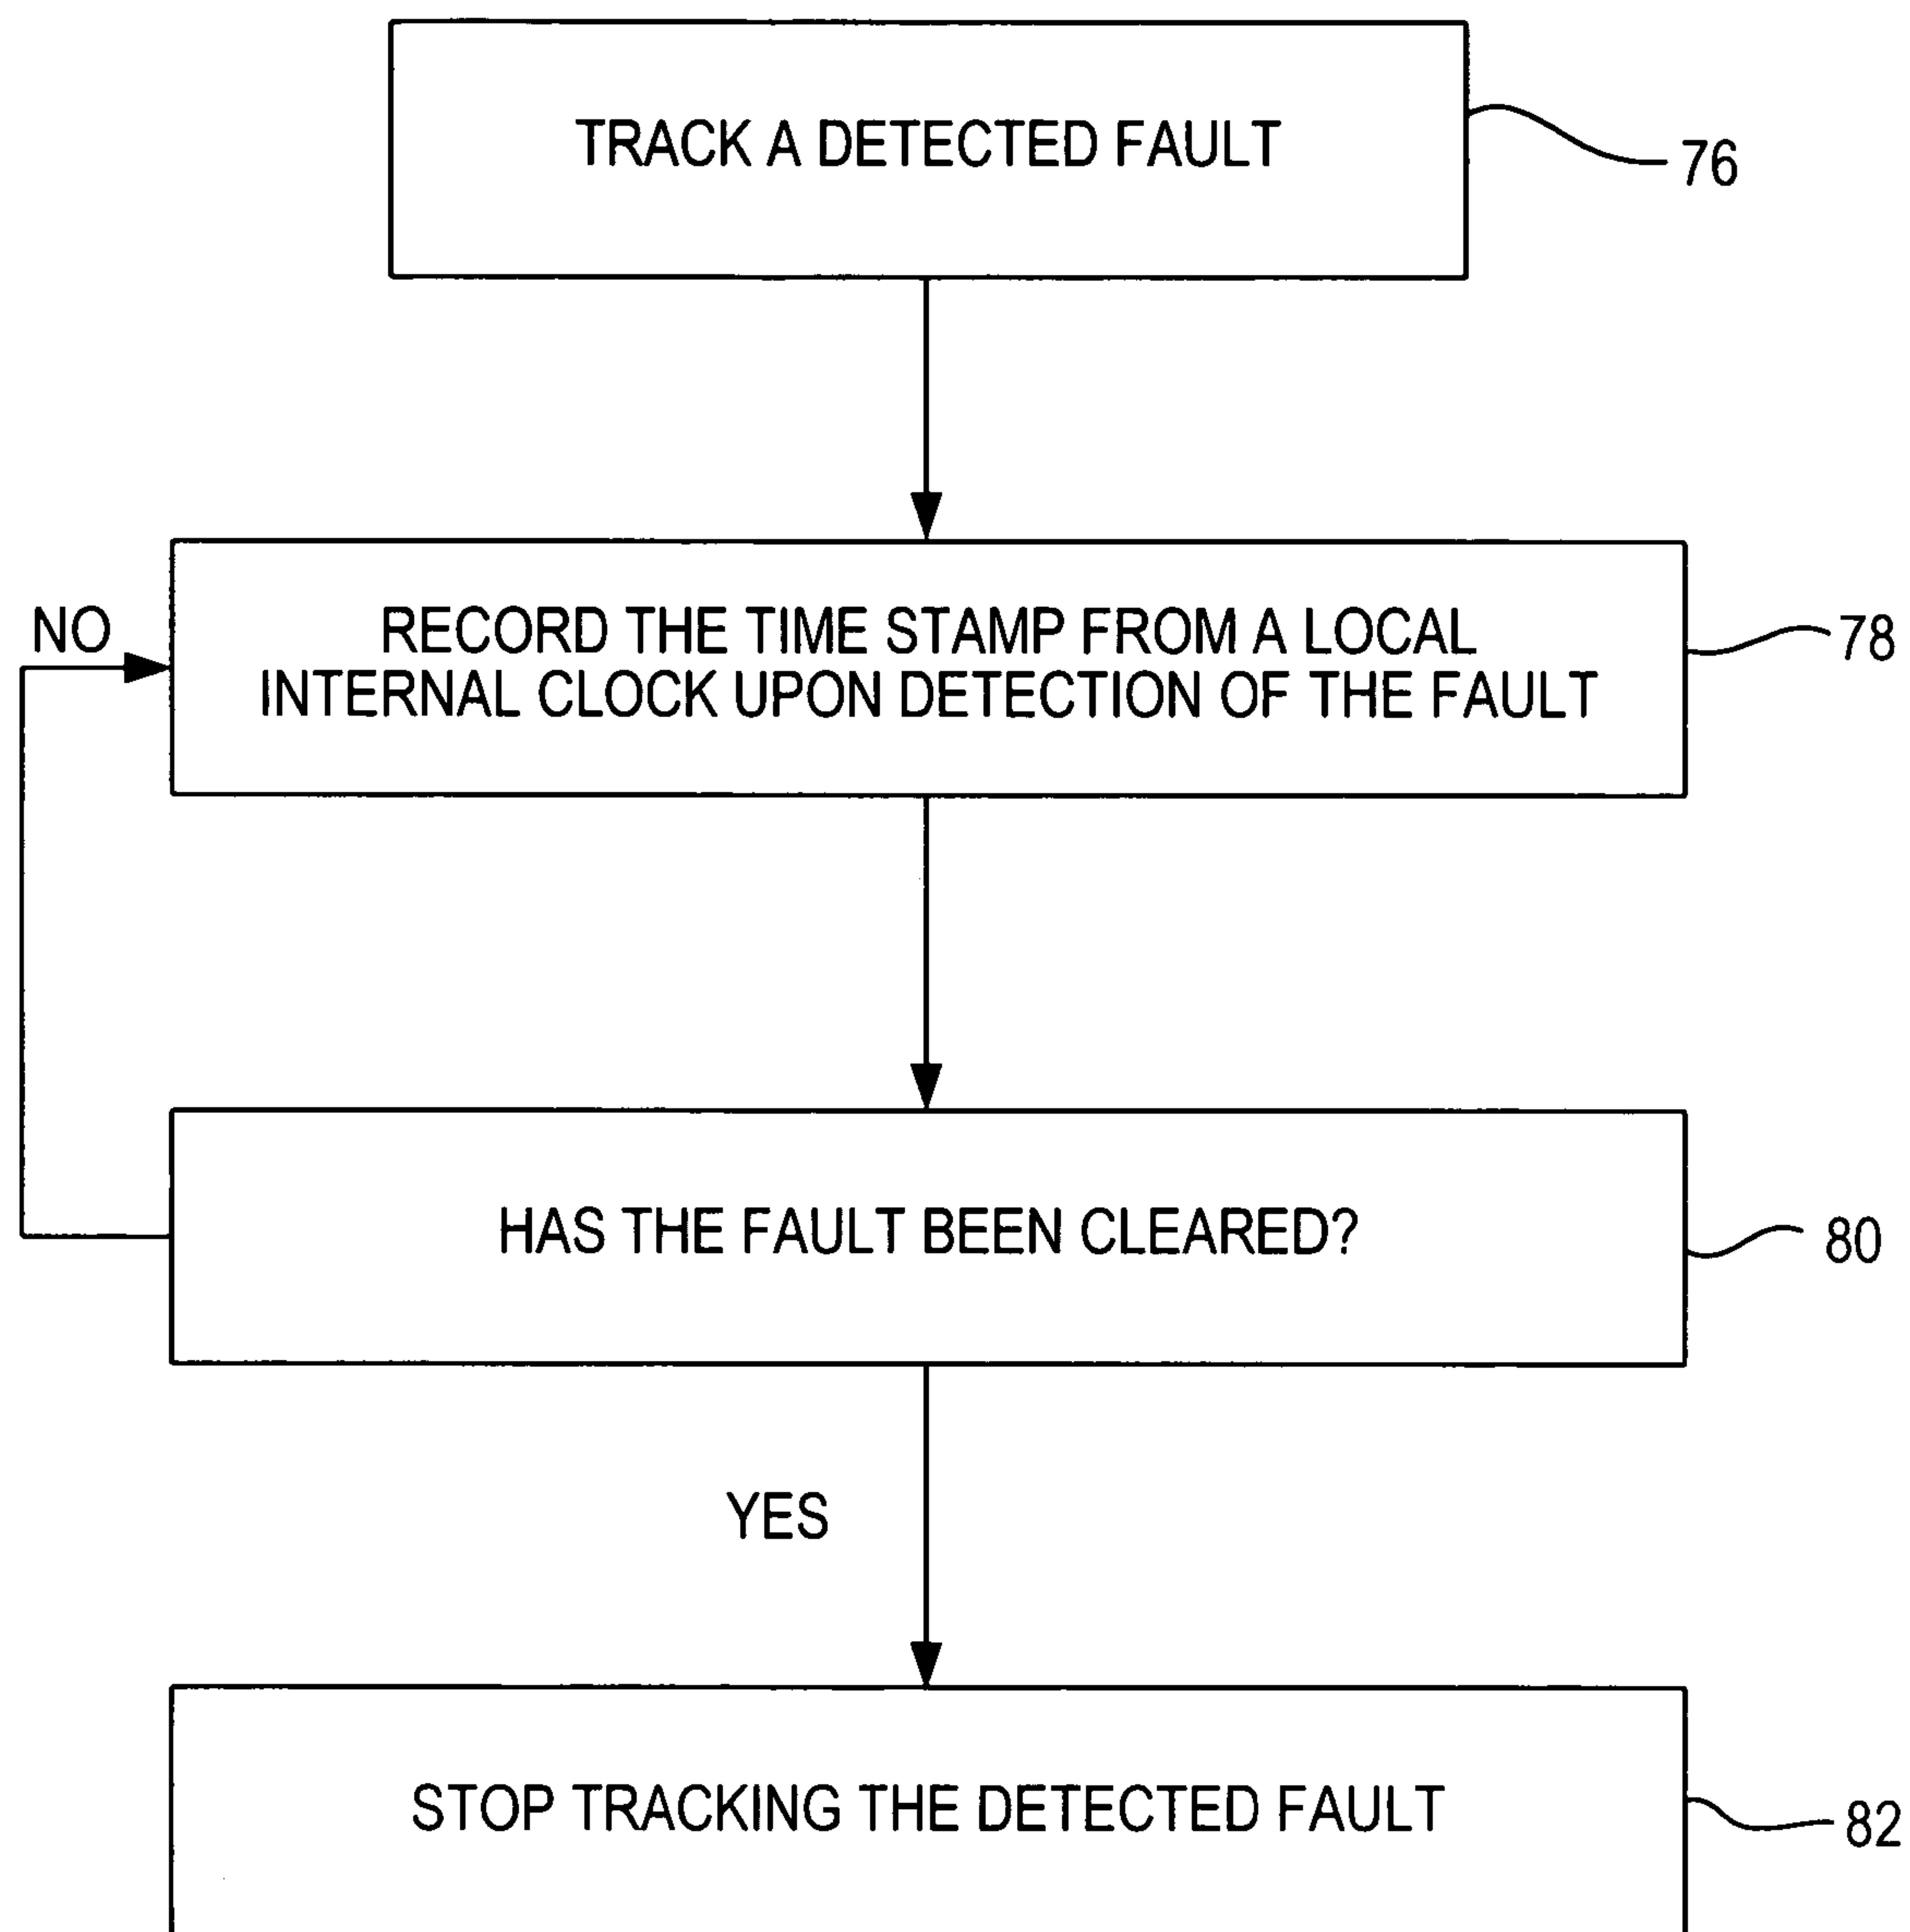 TRACK A DETECTED FAULT
76
NO
RECORD THE TIME STAMP FROM A LOCAL
INTERNAL CLOCK UPON DETECTION OF THE FAULT
78
HAS THE FAULT BEEN CLEARED?
80
YES
STOP TRACKING THE DETECTED FAULT
82